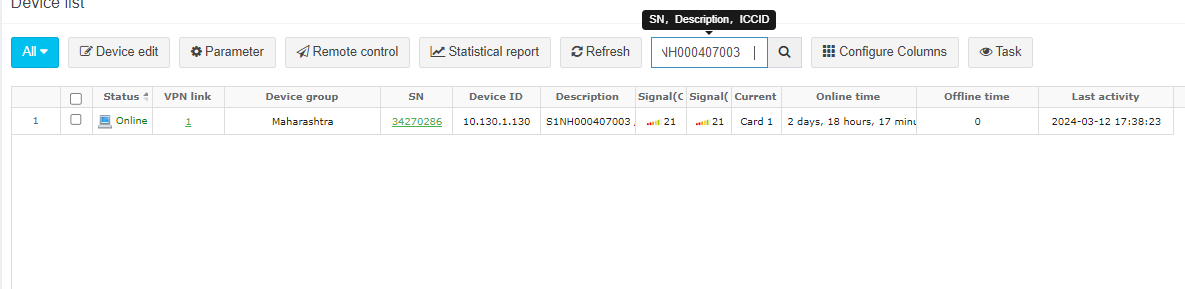 Device list
SN, Description, ICCID
All Device edit Parameter Remote control Statistical report Refresh NH000407003 Configure Columns Task
Status VPN link Device group SN Device ID Description Signal(C Signal( Current Online time Offline time Last activity
1 Online 1 Maharashtra 34270286 10.130.1.130 S1NH000407003 21 21 Card 1 2 days, 18 hours, 17 minu 0 2024-03-12 17:38:23